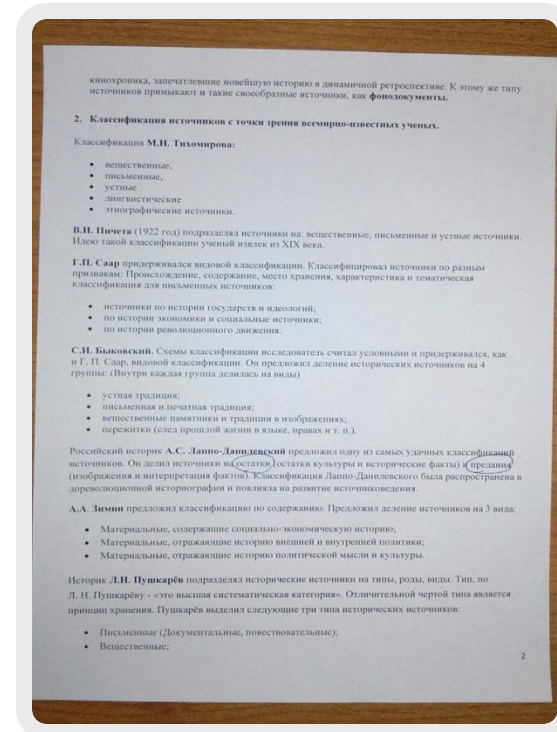 кинохроника, запечатлевшие новейшую историю в динамичной ретроспективе. К этому же типу
источников примыкают и такие своеобразные источники, как фонодокументы.
2. Классификация источников с точки зрения всемирно-известных ученых.
Классификация М.Н. Тихомирова:
• вещественные,
• письменные,
• устные
• лингвистические
• этнографические источники.
В.И. Пичета (1922 год) подразделял источники на: вещественные, письменные и устные источники.
Идею такой классификации ученый извлек из XIX века.
Г.П. Саар придерживался видовой классификации. Классифицировал источники по разным
признакам: Происхождение, содержание, место хранения, характеристика и тематическая
классификация для письменных источников:
• источники по истории государств и идеологий;
• по истории экономики и социальные источники;
• по истории революционного движения.
С.И. Быковский. Схемы классификации исследователь считал условными и придерживался, как
и Г. П. Саар, видовой классификации. Он предложил деление исторических источников на 4
группы: (Внутри каждая группа делилась на виды)
• устная традиция;
• письменная и печатная традиция;
• вещественные памятники и традиции в изображениях;
• пережитки (след прошлой жизни в языке, нравах и т. п.).
Российский историк А.С. Лаппо-Данилевский предложил одну из самых удачных классификаций
источников. Он делил источники на остатки (остатки культуры и исторические факты) и предания
(изображения и интерпретация фактов). Классификация Лаппо-Данилевского была распространена в
дореволюционной историографии и повлияла на развитие источниковедения.
А.А. Зимин предложил классификацию по содержанию. Предложил деление источников на 3 вида:
• Материальные, содержащие социально-экономическую историю;
• Материальные, отражающие историю внешней и внутренней политики;
• Материальные, отражающие историю политической мысли и культуры.
Историк Л.Н. Пушкарёв подразделял исторические источники на типы, роды, виды. Тип, по
Л. Н. Пушкарёву - «это высшая систематическая категория». Отличительной чертой типа является
принцип хранения. Пушкарёв выделил следующие три типа исторических источников:
• Письменные (Документальные, повествовательные);
• Вещественные;
2